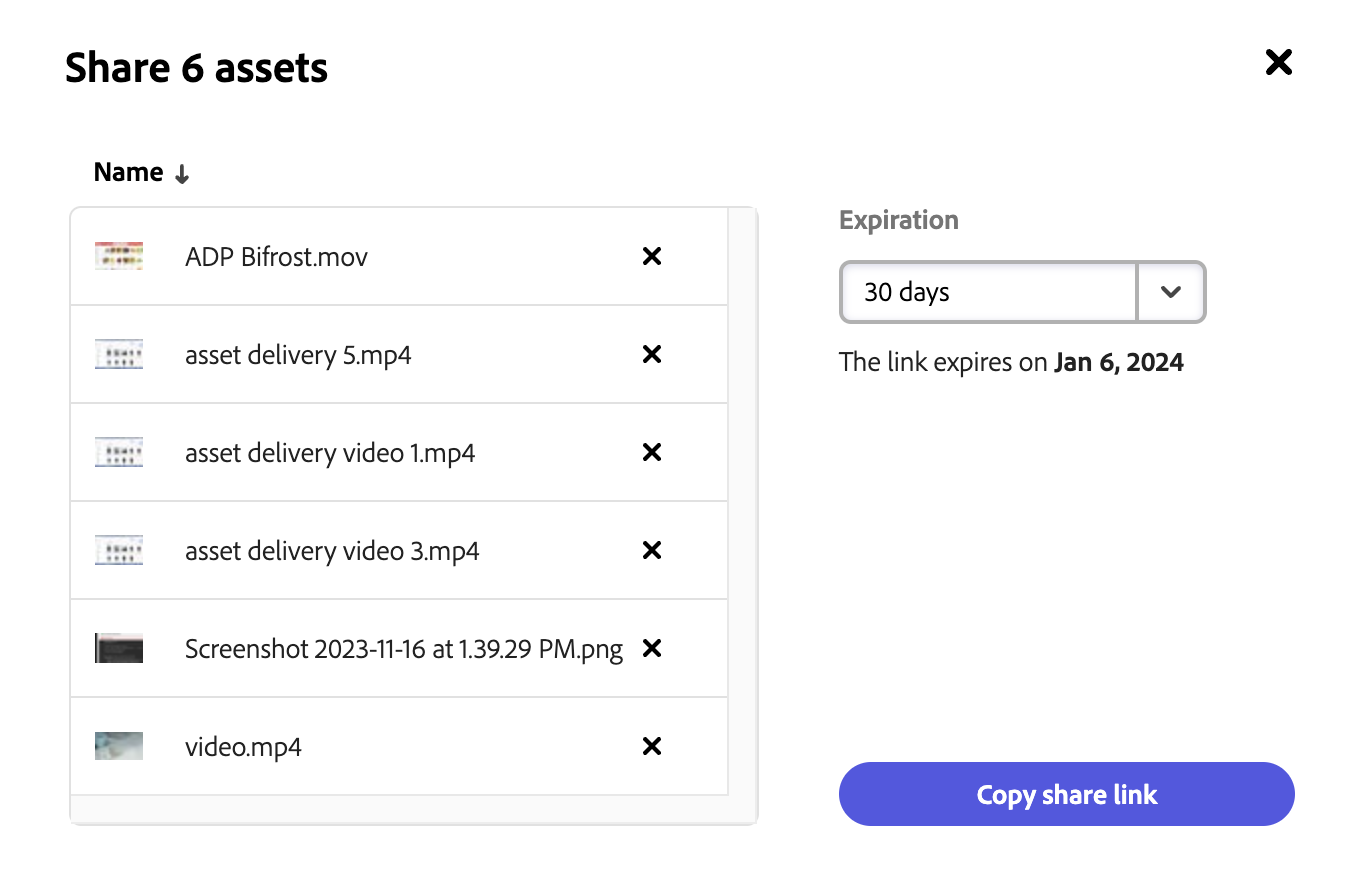 Share 6 assets
Name
ADP Bifrost.mov
asset delivery 5.mp4
asset delivery video 1.mp4
asset delivery video 3.mp4
Screenshot 2023-11-16 at 1.39.29 PM.png
video.mp4
Expiration
30 days
The link expires on Jan 6, 2024
Copy share link